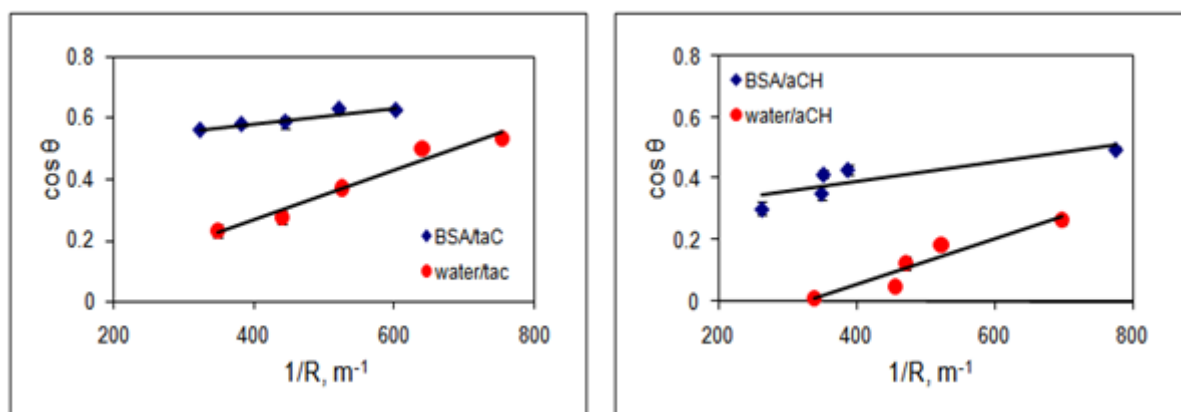 0.8
0.6
0.4
0.2
0
cos θ
200
400
600
800
1/R, m⁻¹
BSA/taC
water/tac
0.8
0.6
0.4
0.2
0
cos θ
200
400
600
800
1/R, m⁻¹
BSA/aCH
water/aCH